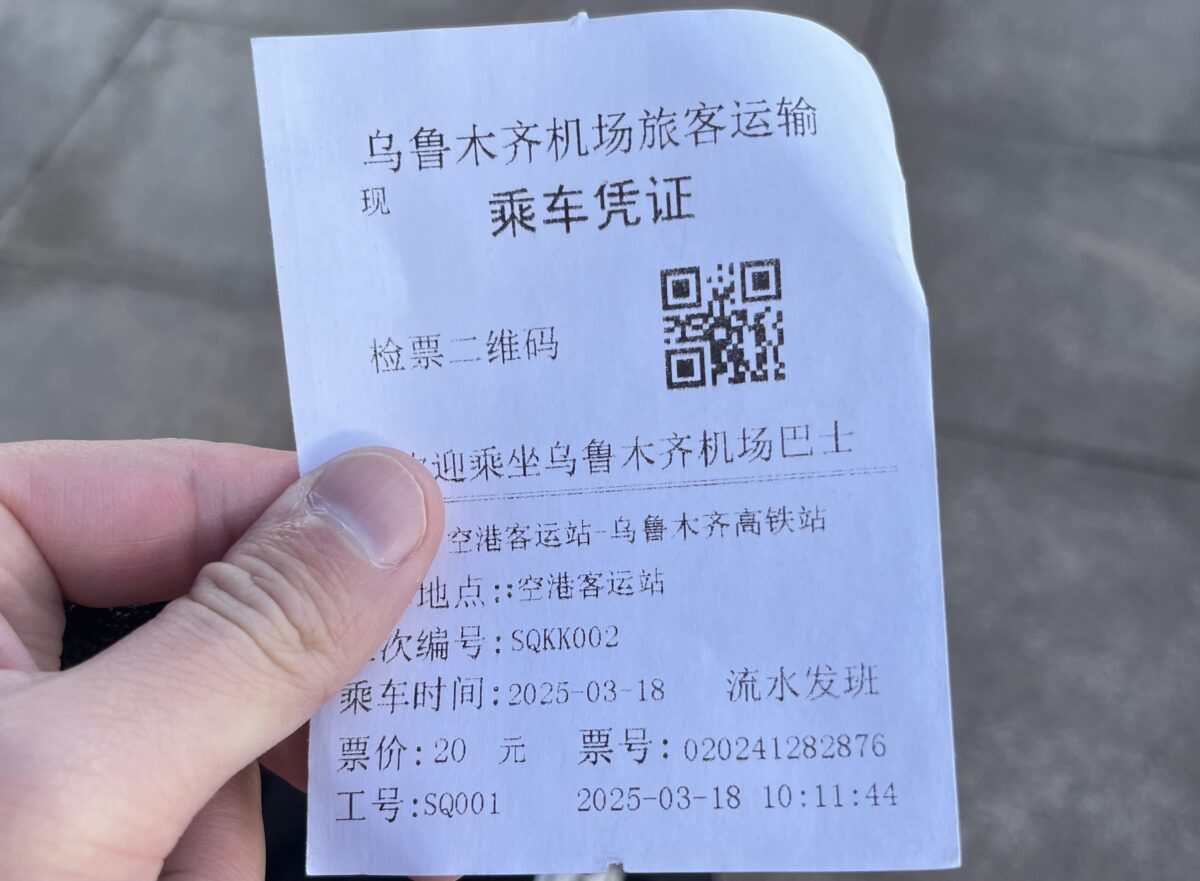 乌鲁木齐机场旅客运输
现 乘车凭证
检票二维码
迎乘坐乌鲁木齐机场巴士
空港客运站-乌鲁木齐高铁站
地点::空港客运站
次编号:SQKK002
乘车时间:2025-03-18 流水发班
票价:20 元 票号:020241282876
工号:SQ001 2025-03-18 10:11:44